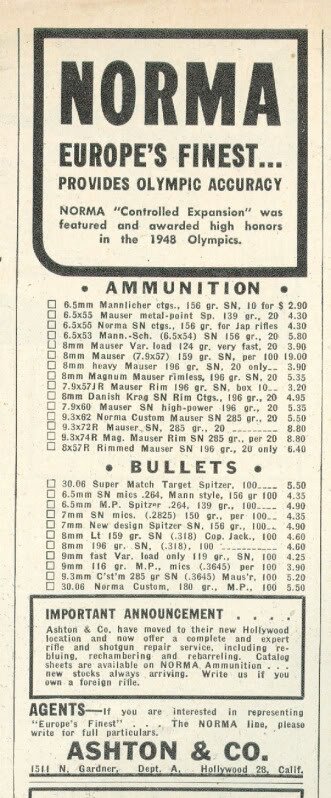 NORMA
EUROPE'S FINEST...
PROVIDES OLYMPIC ACCURACY
NORMA "Controlled Expansion" was
featured and awarded high honors
in the 1948 Olympics.
• AMMUNITION •
6.5mm Mannlicher ctgs., 156 gr. SN, 10 for $ 2.90
6.5x55 Mauser metal-point Sp. 139 gr., 20 4.30
6.5x55 Norma SN ctgs., 156 gr. for Jap rifles 4.30
6.5x53 Mann.-Sch. (6.5x54) SN 156 gr., 20 5.80
8mm Mauser Var. load 124 gr. very fast, 20 3.90
8mm Mauser (7.9x57) 159 gr. SN, per 100 19.00
8mm heavy Mauser 196 gr. SN, 20 only-- 3.90
8mm Magnum Mauser rimless, 196 gr. SN, 20 5.35
7.9x57JR Mauser Rim 196 gr. SN, box 10-- 3.20
8mm Danish Krag SN Rim Ctgs., 196 gr., 20 4.95
7.9x60 Mauser SN high-power 196 gr., 20 5.35
9.3x62 Norma Custom Mauser SN 285 gr., 20 5.50
9.3x72R Mauser, SN, 285 gr., 20 -------- 8.80
9.3x74R Mag. Mauser Rim SN 285 gr., per 20 8.80
8x57R Rimmed Mauser SN 196 gr., 20 only 6.40
• BULLETS •
30.06 Super Match Target Spitzer, 100---- 5.50
6.5mm SN mics .264, Mann style, 156 gr 100 4.35
6.5mm M.P. Spitzer .264, 139 gr., 100---- 4.90
7mm SN mics. (.2825) 150 gr., per 100-- 4.35
7mm New design Spitzer SN, 156 gr., 100-- 4.90
8mm Lt 159 gr. SN (.318) Cop. Jack., 100-- 4.60
8mm 196 gr. SN, (.318), 100 ---------- 4.60
9mm fast Var. load only 119 gr., SN, 100 4.25
9mm 116 gr. M.P., mics (.3645) per 100 3.90
9.3mm C'st'm 285 gr SN (.3645) Maus'r, 100 5.20
30.06 Norma Custom, 180 gr., M.P., 100 5.50
IMPORTANT ANNOUNCEMENT . . . .
Ashton & Co. have moved to their new Hollywood
location and now offer a complete and expert
rifle and shotgun repair service, including re-
bluing, rechambering and rebarreling. Catalog
sheets are available on NORMA Ammunition . . .
new stocks always arriving. Write us if you
own a foreign rifle.
AGENTS—If you are interested in representing
"Europe's Finest" . . . The NORMA line, please
write for full particulars.
ASHTON & CO.
1511 N. Gardner, Dept. A, Hollywood 28, Calif.